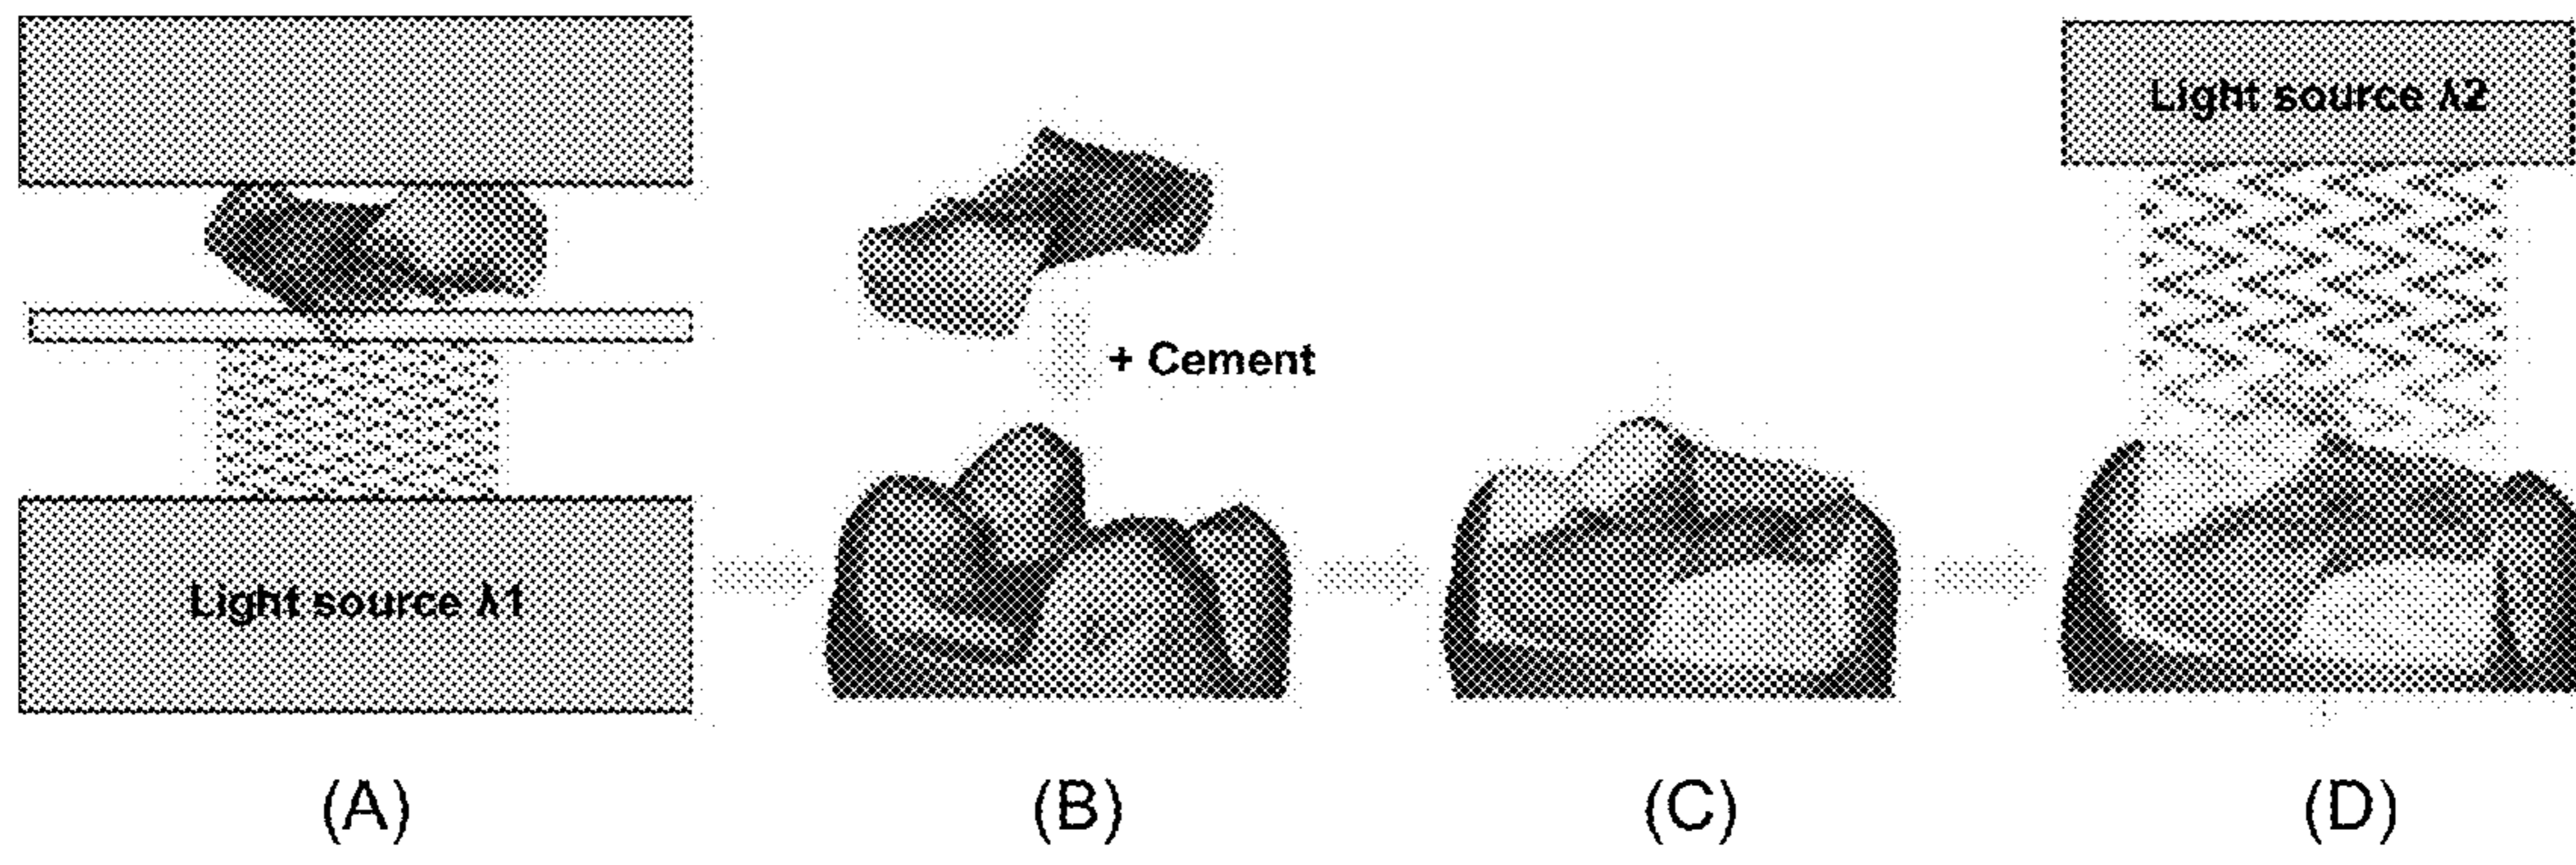 Light source λ2
+ Cement
Light source λ1
(A)
(B)
(C)
(D)